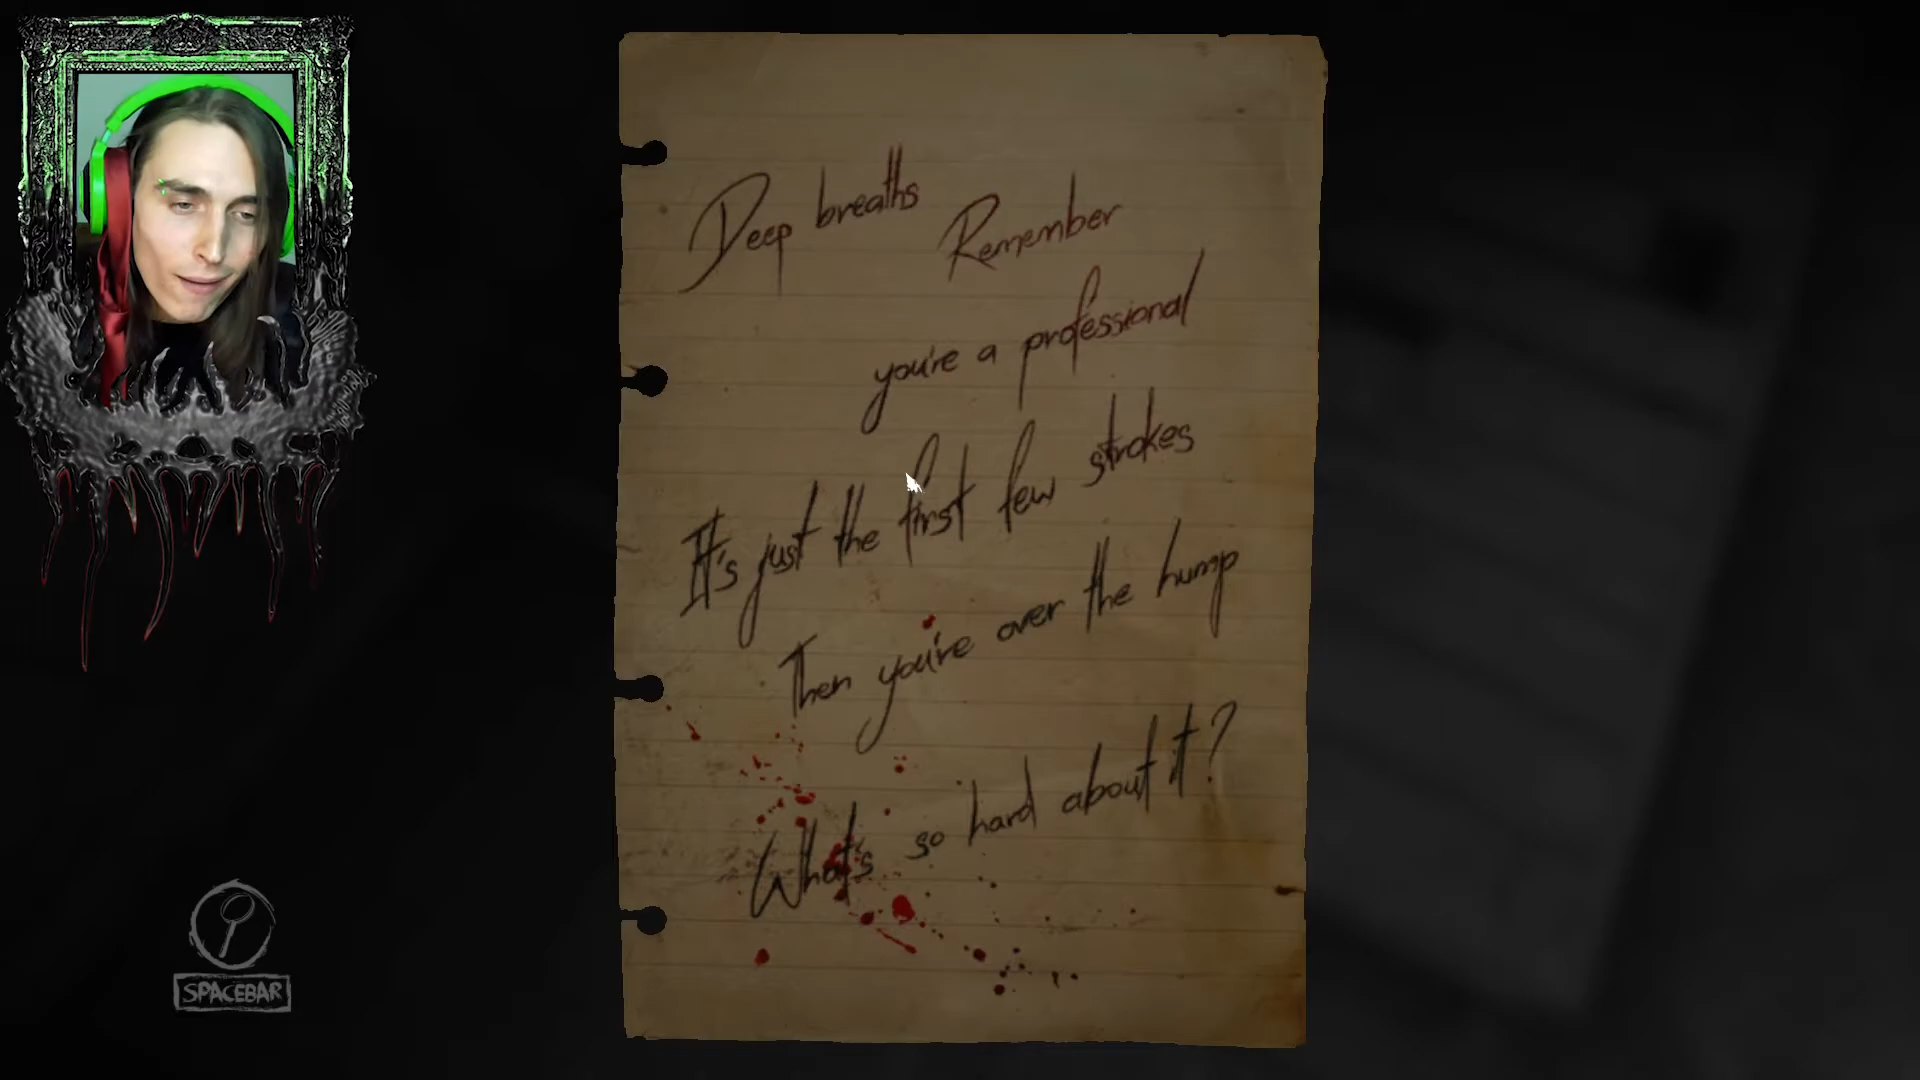 Deep breaths Remember
you're a professional
It's just the first few strokes
Then you're over the hump
What's so hard about it?
SPACEBAR